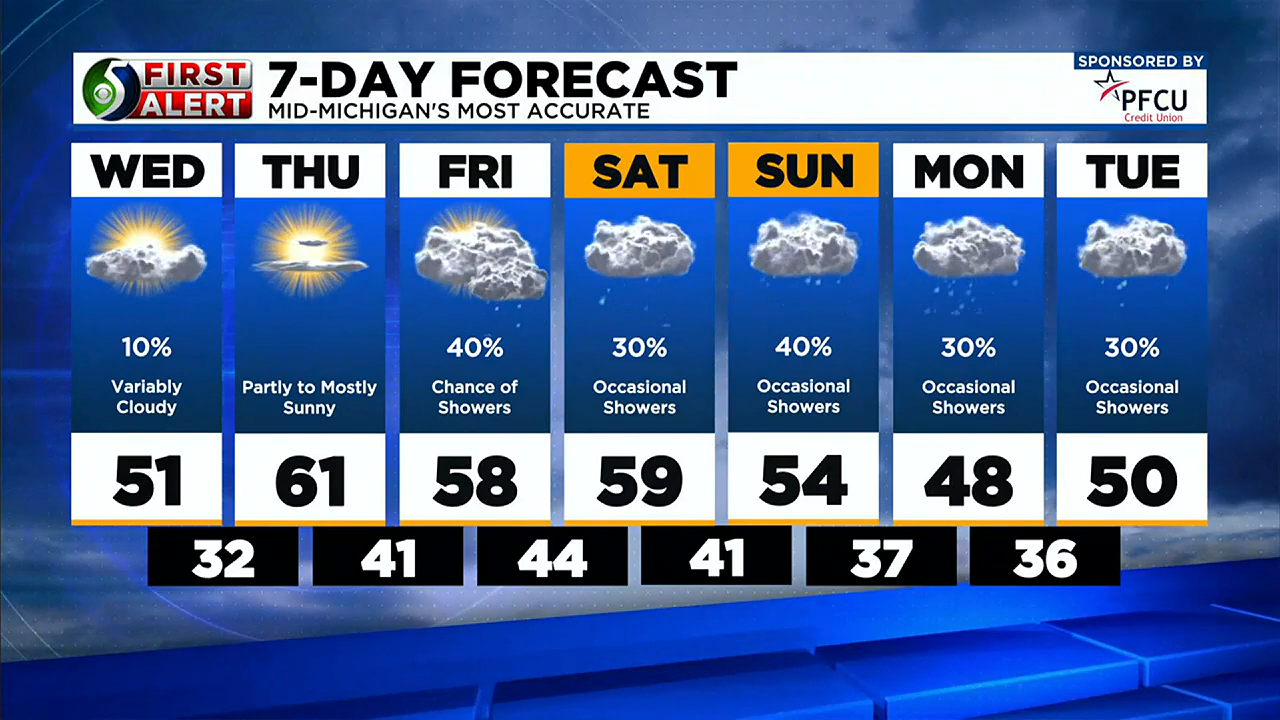 5 FIRST
ALERT
7-DAY FORECAST
MID-MICHIGAN'S MOST ACCURATE
SPONSORED BY
PFCU
Credit Union
WED THU FRI SAT SUN MON TUE
10% 40% 30% 40% 30% 30%
Variably Partly to Mostly Chance of Occasional Occasional Occasional Occasional
Cloudy Sunny Showers Showers Showers Showers Showers
51 61 58 59 54 48 50
32 41 44 41 37 36